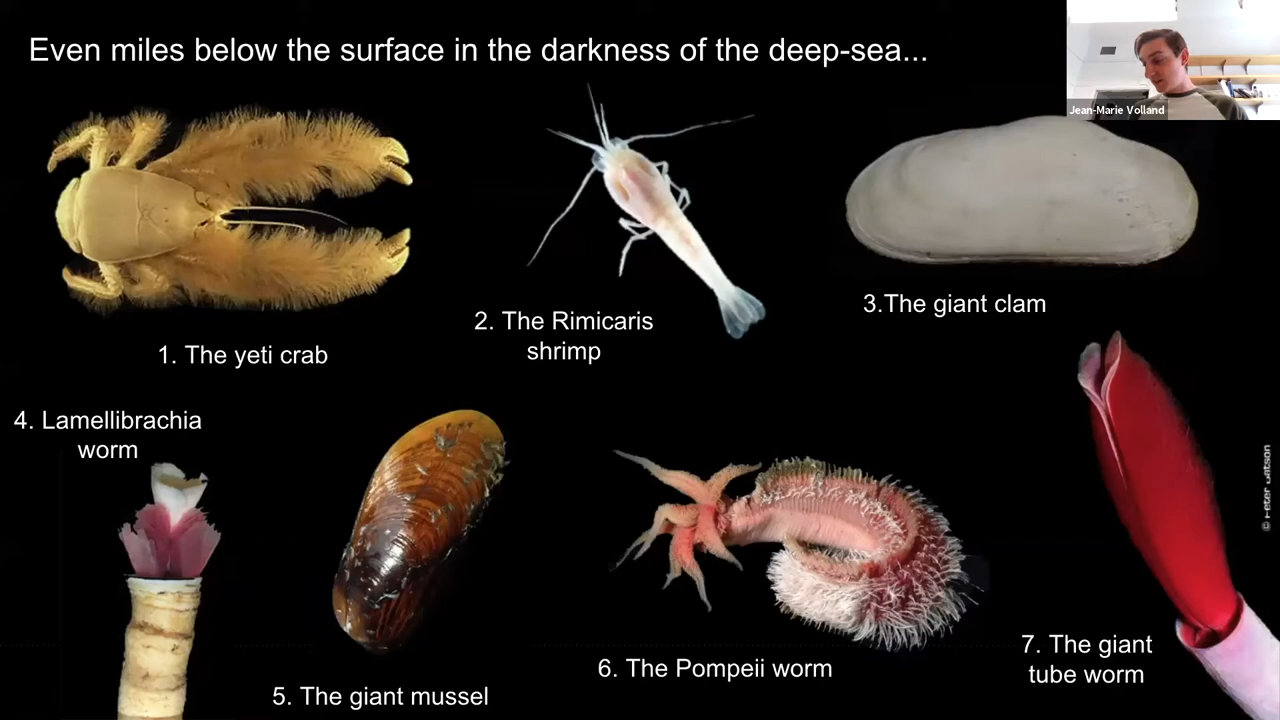 Even miles below the surface in the darkness of the deep-sea...
Jean-Marie Volland
1. The yeti crab
2. The Rimicaris
shrimp
3.The giant clam
4. Lamellibrachia
worm
5. The giant mussel
6. The Pompeii worm
7. The giant
tube worm